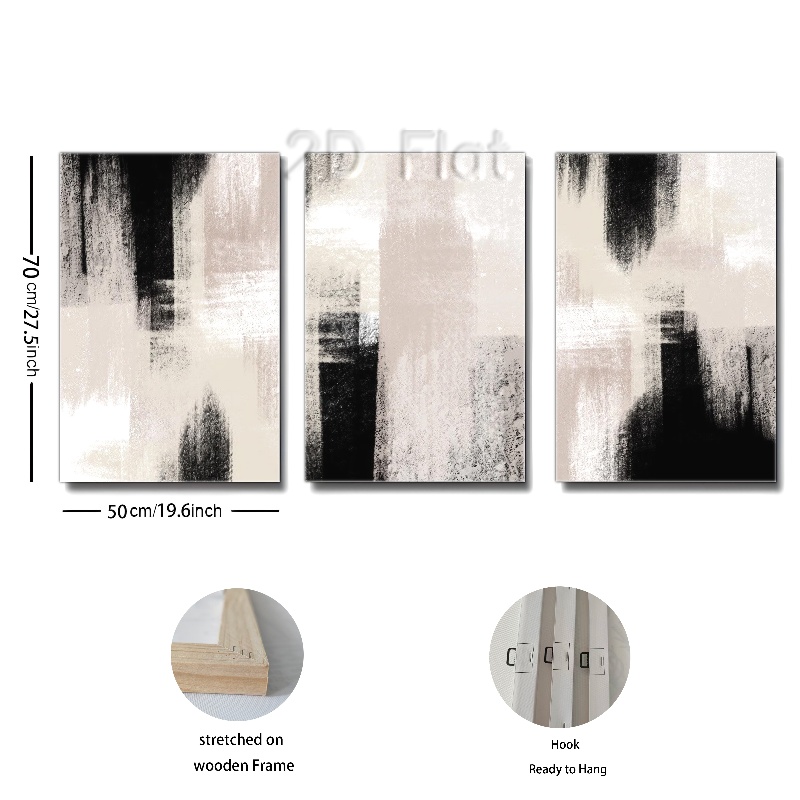 2D Flat
70cm/27.5inch
50cm/19.6inch
stretched on
wooden Frame
Hook
Ready to Hang